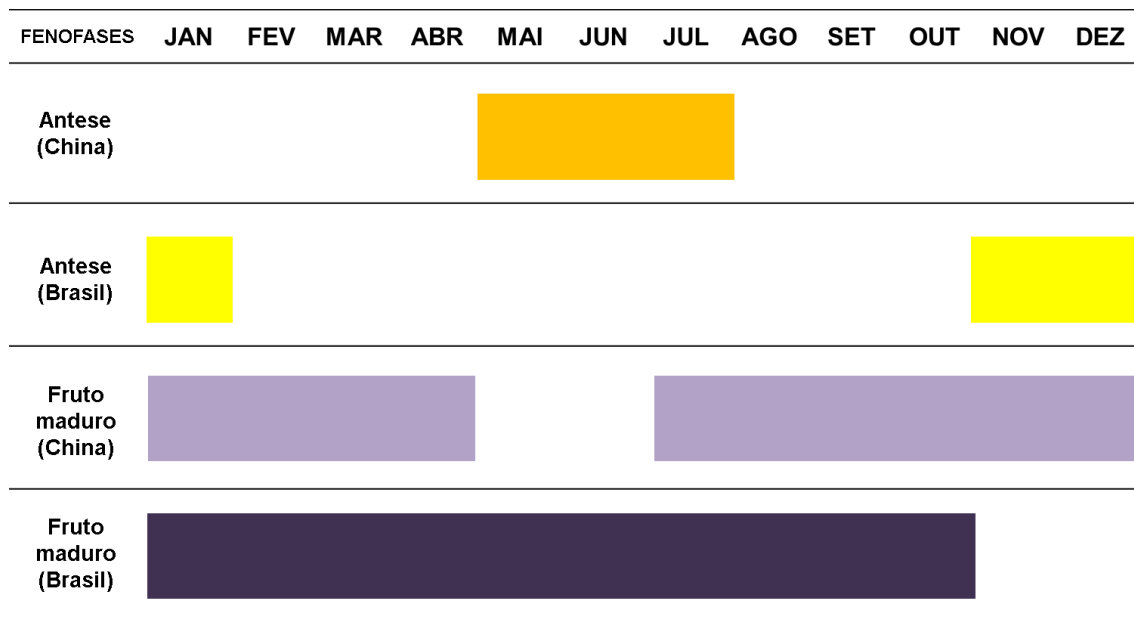 FENOFASES JAN FEV MAR ABR MAI JUN JUL AGO SET OUT NOV DEZ
Antese
(China)
Antese
(Brasil)
Fruto
maduro
(China)
Fruto
maduro
(Brasil)